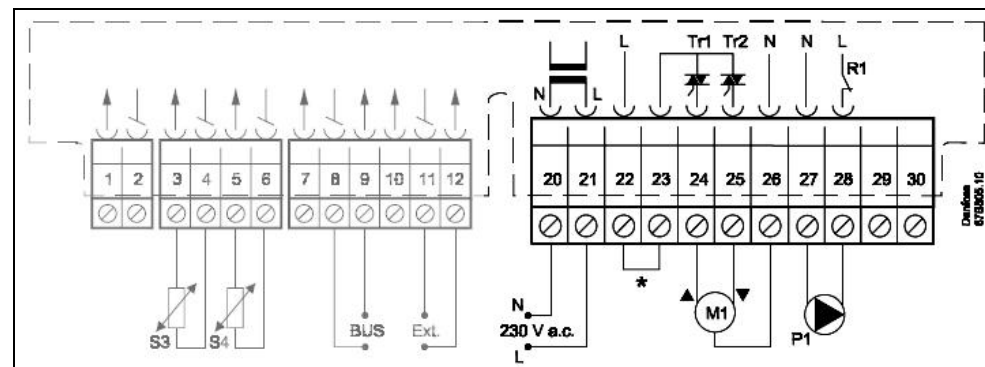 L Tr1 Tr2 N N L
R1
N L
1 2 3 4 5 6 7 8 9 10 11 12 20 21 22 23 24 25 26 27 28 29 30
Danfoss
N
*
M1
BUS Ext. 230 V a.c.
S3 S4 P1
L